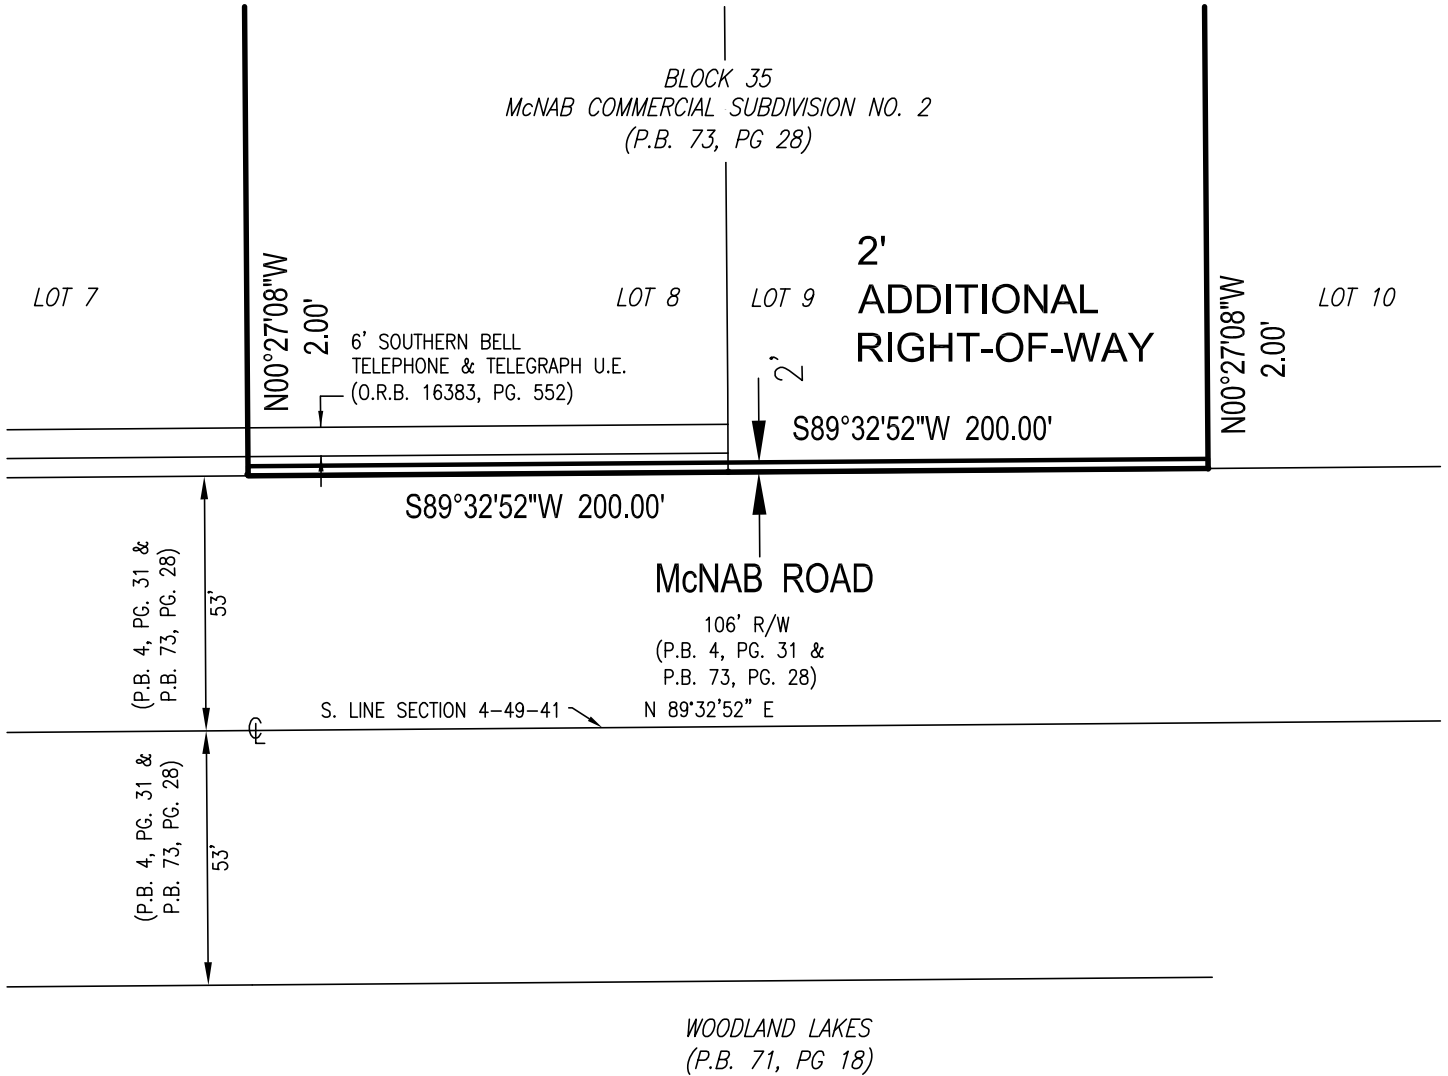 BLOCK 35
McNAB COMMERCIAL SUBDIVISION NO. 2
(P.B. 73, PG 28)
LOT 7
N00°27'08"W
2.00'
6' SOUTHERN BELL
TELEPHONE & TELEGRAPH U.E.
(O.R.B. 16383, PG. 552)
LOT 8
LOT 9
2'
ADDITIONAL
RIGHT-OF-WAY
2'
S89°32'52"W 200.00'
N00°27'08"W
2.00'
LOT 10
S89°32'52"W 200.00'
(P.B. 4, PG. 31 &
P.B. 73, PG. 28)
53'
McNAB ROAD
106' R/W
(P.B. 4, PG. 31 &
P.B. 73, PG. 28)
S. LINE SECTION 4-49-41
N 89°32'52" E
℄
(P.B. 4, PG. 31 &
P.B. 73, PG. 28)
53'
WOODLAND LAKES
(P.B. 71, PG 18)